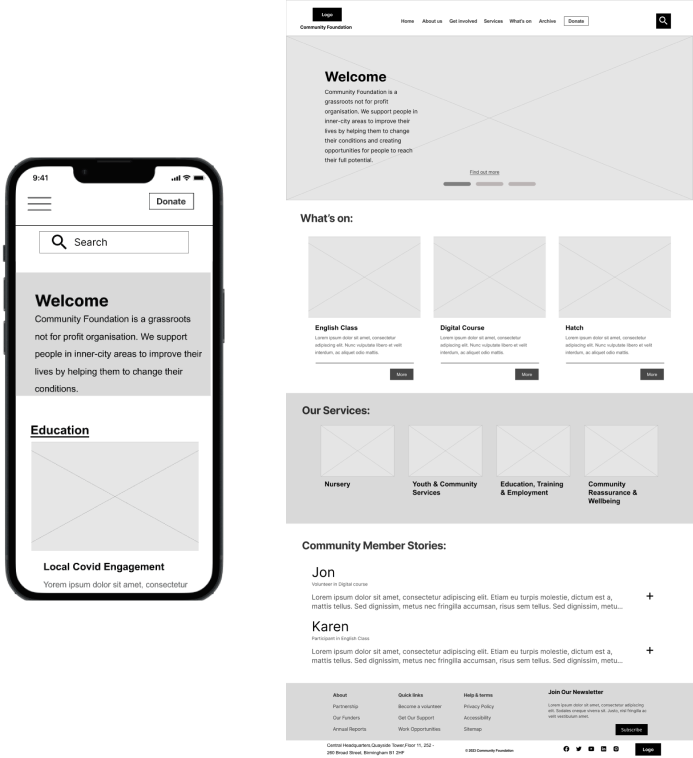 9:41
Donate
Search
Welcome
Community Foundation is a grassroots
not for profit organisation. We support
people in inner-city areas to improve their
lives by helping them to change their
conditions.
Education
Local Covid Engagement
Yorem ipsum dolor sit amet, consectetur
Logo
Community Foundation
Home About us Get involved Services What's on Archive Donate
Welcome
Community Foundation is a
grassroots not for profit
organisation. We support people in
inner-city areas to improve their
lives by helping them to change
their conditions and creating
opportunities for people to reach
their full potential.
Find out more
What's on:
English Class
Lorem ipsum dolor sit amet, consectetur
adipiscing elit. Nunc vulputate libero et velit
interdum, ac aliquet odio mattis.
More
Digital Course
Lorem ipsum dolor sit amet, consectetur
adipiscing elit. Nunc vulputate libero et velit
interdum, ac aliquet odio mattis.
More
Hatch
Lorem ipsum dolor sit amet, consectetur
adipiscing elit. Nunc vulputate libero et velit
interdum, ac aliquet odio mattis.
More
Our Services:
Nursery
Youth & Community
Services
Education, Training
& Employment
Community
Reassurance &
Wellbeing
Community Member Stories:
Jon
Volunteer in Digital course
Lorem ipsum dolor sit amet, consectetur adipiscing elit. Etiam eu turpis molestie, dictum est a,
mattis tellus. Sed dignissim, metus nec fringilla accumsan, risus sem tellus. Sed dignissim, metu...
Karen
Participant in English Class
Lorem ipsum dolor sit amet, consectetur adipiscing elit. Etiam eu turpis molestie, dictum est a,
mattis tellus. Sed dignissim, metus nec fringilla accumsan, risus sem tellus. Sed dignissim, metu...
About
Partnership
Our Funders
Annual Reports
Quick links
Become a volunteer
Get Our Support
Work Opportunities
Help & terms
Privacy Policy
Accessibility
Sitemap
Join Our Newsletter
Lorem ipsum dolor sit amet, consectetur adipiscing
elit. Sodales
velit vestibulum amet.
Subscribe
Central Headquarters,Quayside Tower,Floor 11, 252 -
260 Broad Street, Birmingham B1 2HF
© 2023 Community Foundation
Logo